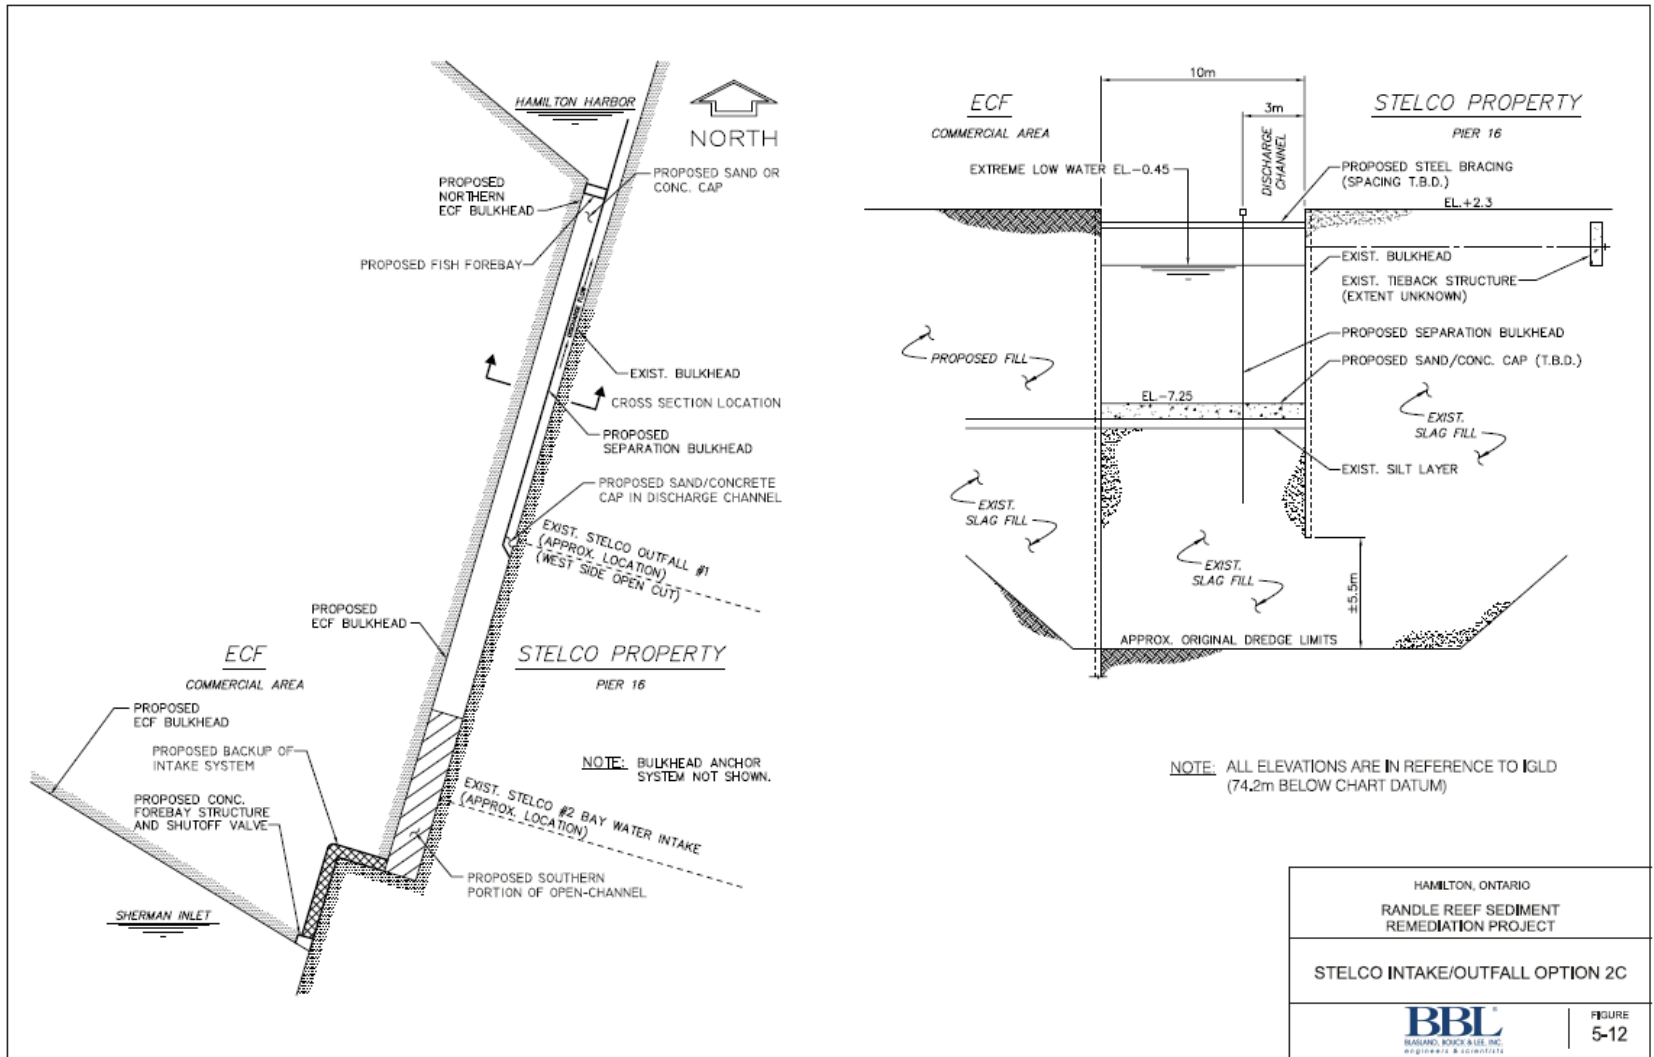 HAMILTON HARBOR
NORTH
PROPOSED
NORTHERN
ECF BULKHEAD
PROPOSED SAND OR
CONC. CAP
PROPOSED FISH FOREBAY
DISCHARGE FLOW
EXIST. BULKHEAD
CROSS SECTION LOCATION
PROPOSED
SEPARATION BULKHEAD
PROPOSED SAND/CONCRETE
CAP IN DISCHARGE CHANNEL
EXIST. STELCO OUTFALL #1
(APPROX. LOCATION)
(WEST SIDE OPEN CUT)
PROPOSED
ECF BULKHEAD
ECF
COMMERCIAL AREA
STELCO PROPERTY
PIER 16
PROPOSED
ECF BULKHEAD
PROPOSED BACKUP OF
INTAKE SYSTEM
PROPOSED CONC.
FOREBAY STRUCTURE
AND SHUTOFF VALVE
NOTE: BULKHEAD ANCHOR
SYSTEM NOT SHOWN.
EXIST. STELCO #2 BAY WATER INTAKE
(APPROX. LOCATION)
PROPOSED SOUTHERN
PORTION OF OPEN-CHANNEL
SHERMAN INLET
10m
ECF
COMMERCIAL AREA
3m
DISCHARGE
CHANNEL
STELCO PROPERTY
PIER 16
EXTREME LOW WATER EL.-0.45
PROPOSED STEEL BRACING
(SPACING T.B.D.)
EL.+2.3
EXIST. BULKHEAD
EXIST. TIEBACK STRUCTURE
(EXTENT UNKNOWN)
PROPOSED SEPARATION BULKHEAD
PROPOSED FILL
PROPOSED SAND/CONC. CAP (T.B.D.)
EL.-7.25
EXIST.
SLAG FILL
EXIST. SILT LAYER
EXIST.
SLAG FILL
EXIST.
SLAG FILL
±5.5m
APPROX. ORIGINAL DREDGE LIMITS
NOTE: ALL ELEVATIONS ARE IN REFERENCE TO IGLD
(74.2m BELOW CHART DATUM)
HAMILTON, ONTARIO
RANDLE REEF SEDIMENT
REMEDIATION PROJECT
STELCO INTAKE/OUTFALL OPTION 2C
BBL
BLASLAND, BOUCK & LEE, INC.
engineers & scientists
FIGURE
5-12